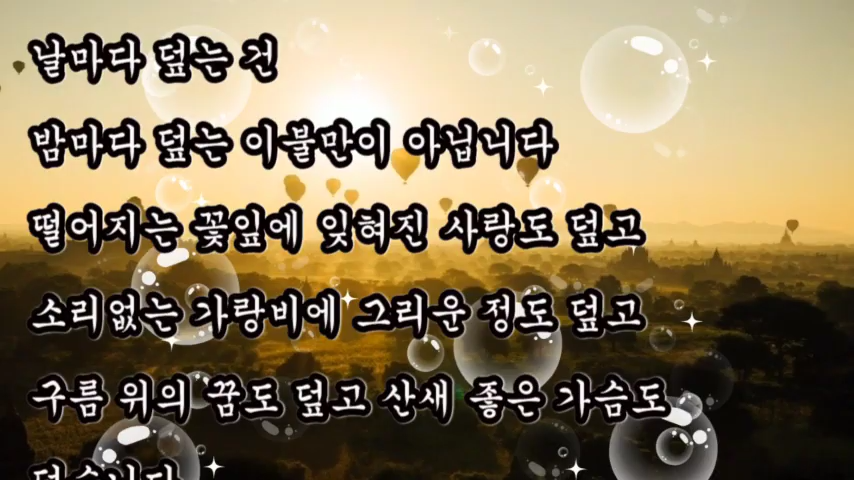 날마다 덮는 건
밤마다 덮는 이불만이 아닙니다
떨어지는 꽃잎에 잊혀진 사랑도 덮고
소리없는 가랑비에 그리운 정도 덮고
구름 위의 꿈도 덮고 산새 좋은 가슴도